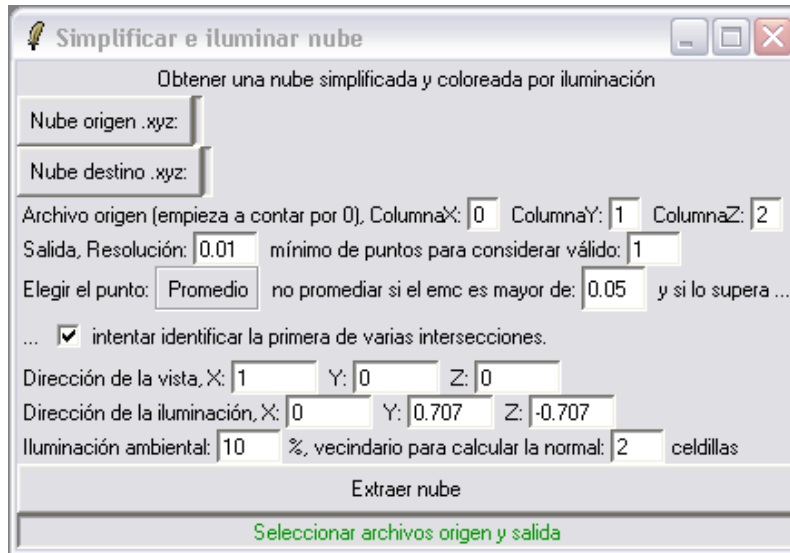 Simplificar e iluminar nube
Obtener una nube simplificada y coloreada por iluminación
Nube origen .xyz:
Nube destino .xyz:
Archivo origen (empieza a contar por 0), ColumnaX: 0 ColumnaY: 1 ColumnaZ: 2
Salida, Resolución: 0.01 mínimo de puntos para considerar válido: 1
Elegir el punto: Promedio no promediar si el emc es mayor de: 0.05 y si lo supera ...
... intentar identificar la primera de varias intersecciones.
Dirección de la vista, X: 1 Y: 0 Z: 0
Dirección de la iluminación, X: 0 Y: 0.707 Z: -0.707
Iluminación ambiental: 10 %, vecindario para calcular la normal: 2 celdillas
Extraer nube
Seleccionar archivos origen y salida